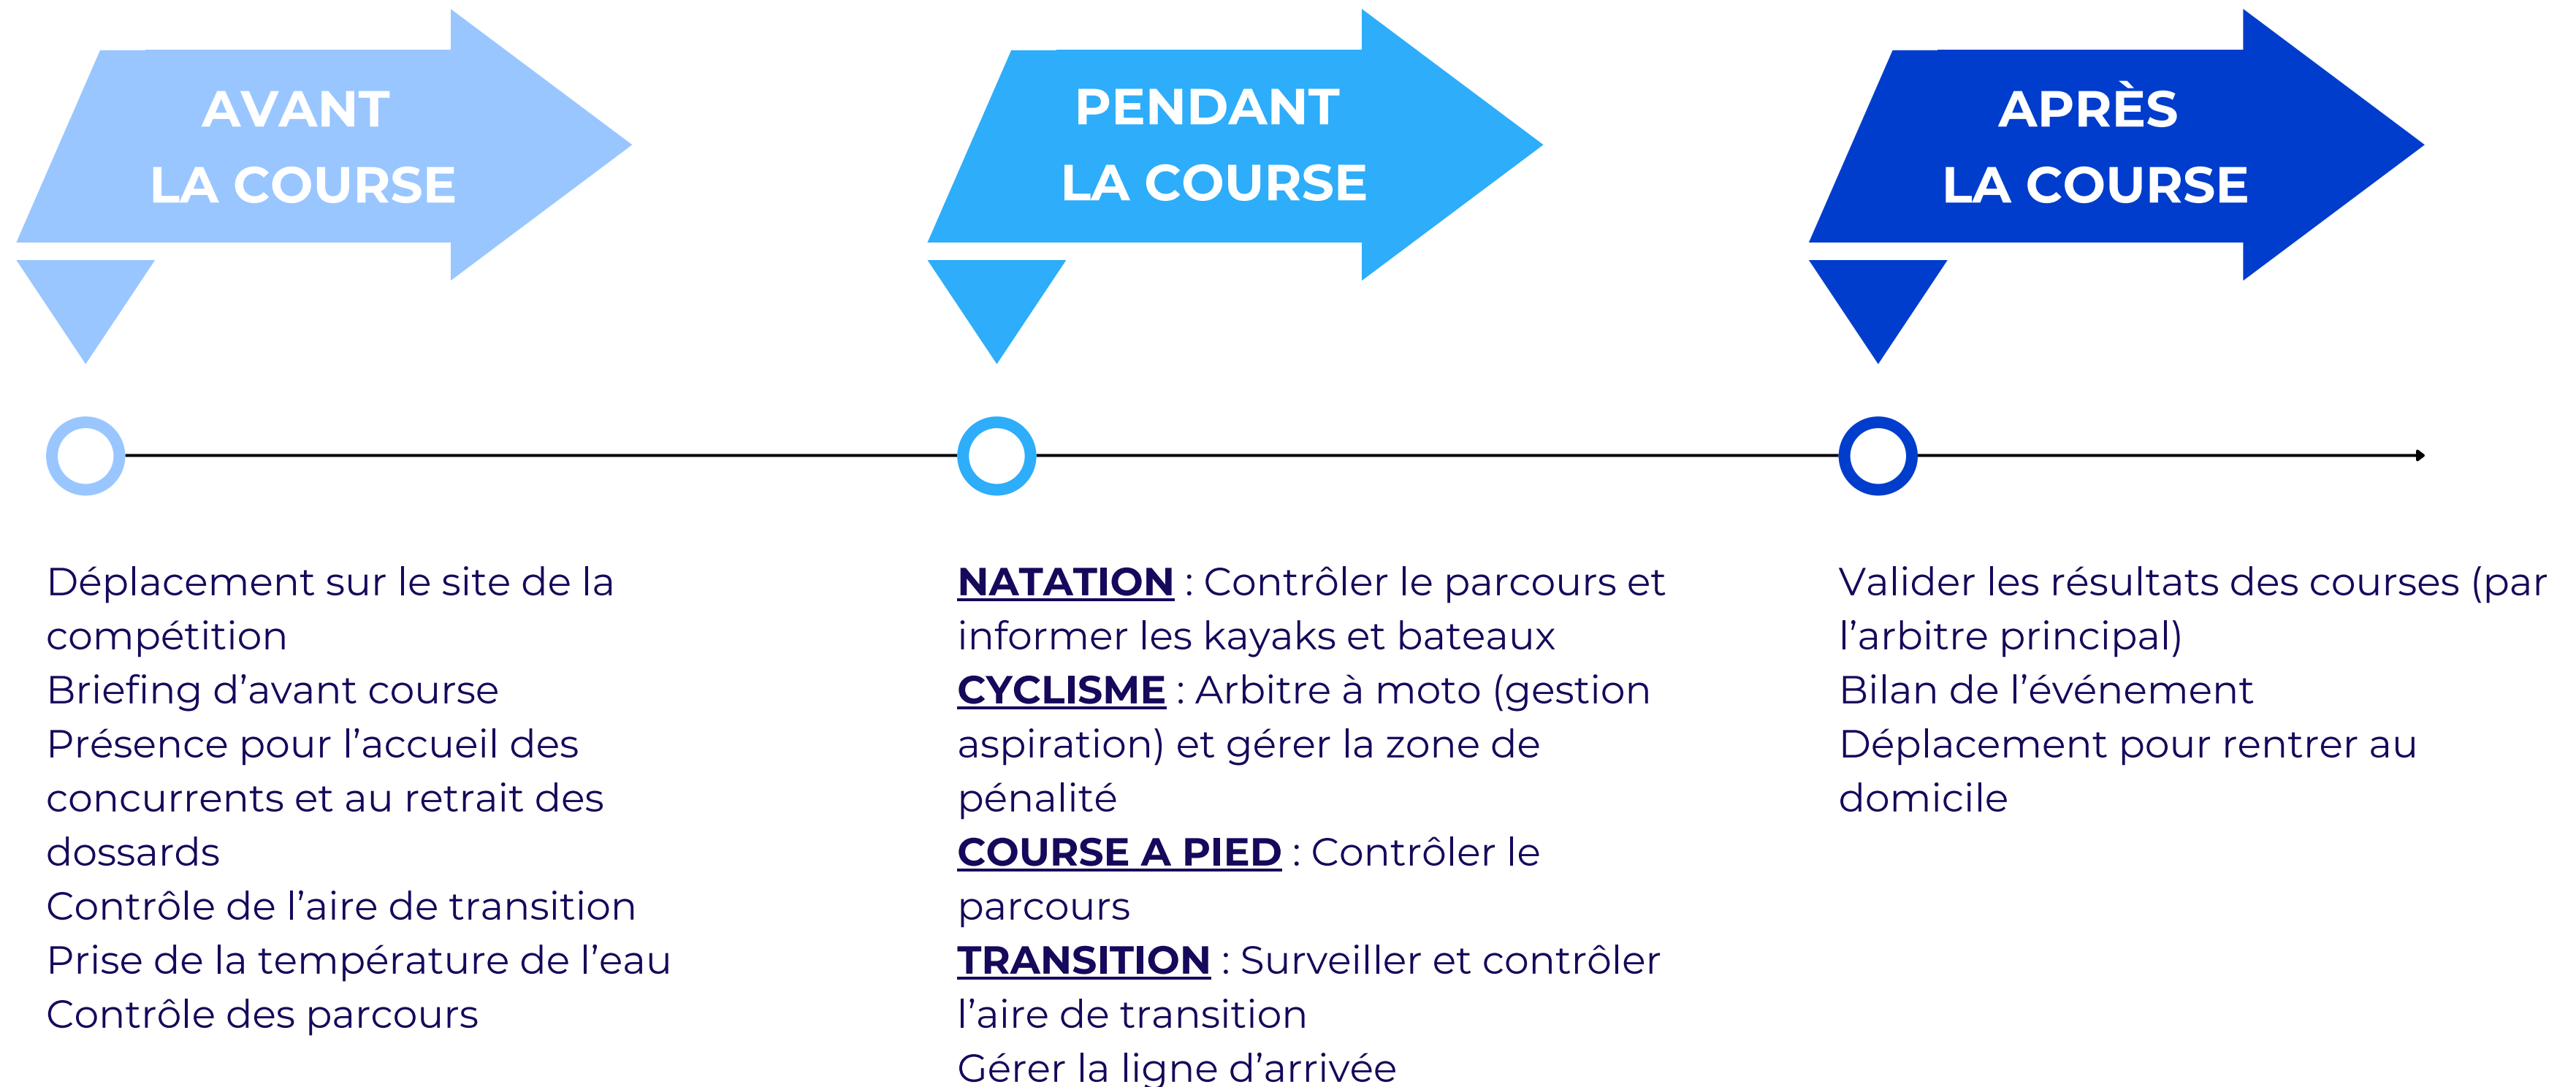 AVANT
LA COURSE
PENDANT
LA COURSE
APRÈS
LA COURSE
Déplacement sur le site de la
compétition
Briefing d’avant course
Présence pour l’accueil des
concurrents et au retrait des
dossards
Contrôle de l’aire de transition
Prise de la température de l’eau
Contrôle des parcours
NATATION : Contrôler le parcours et
informer les kayaks et bateaux
CYCLISME : Arbitre à moto (gestion
aspiration) et gérer la zone de
pénalité
COURSE A PIED : Contrôler le
parcours
TRANSITION : Surveiller et contrôler
l’aire de transition
Gérer la ligne d’arrivée
Valider les résultats des courses (par
l’arbitre principal)
Bilan de l’événement
Déplacement pour rentrer au
domicile